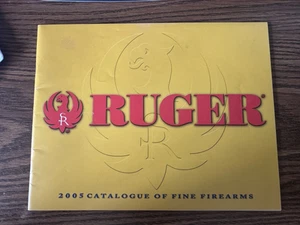 RUGER®
2005 CATALOGUE OF FINE FIREARMS